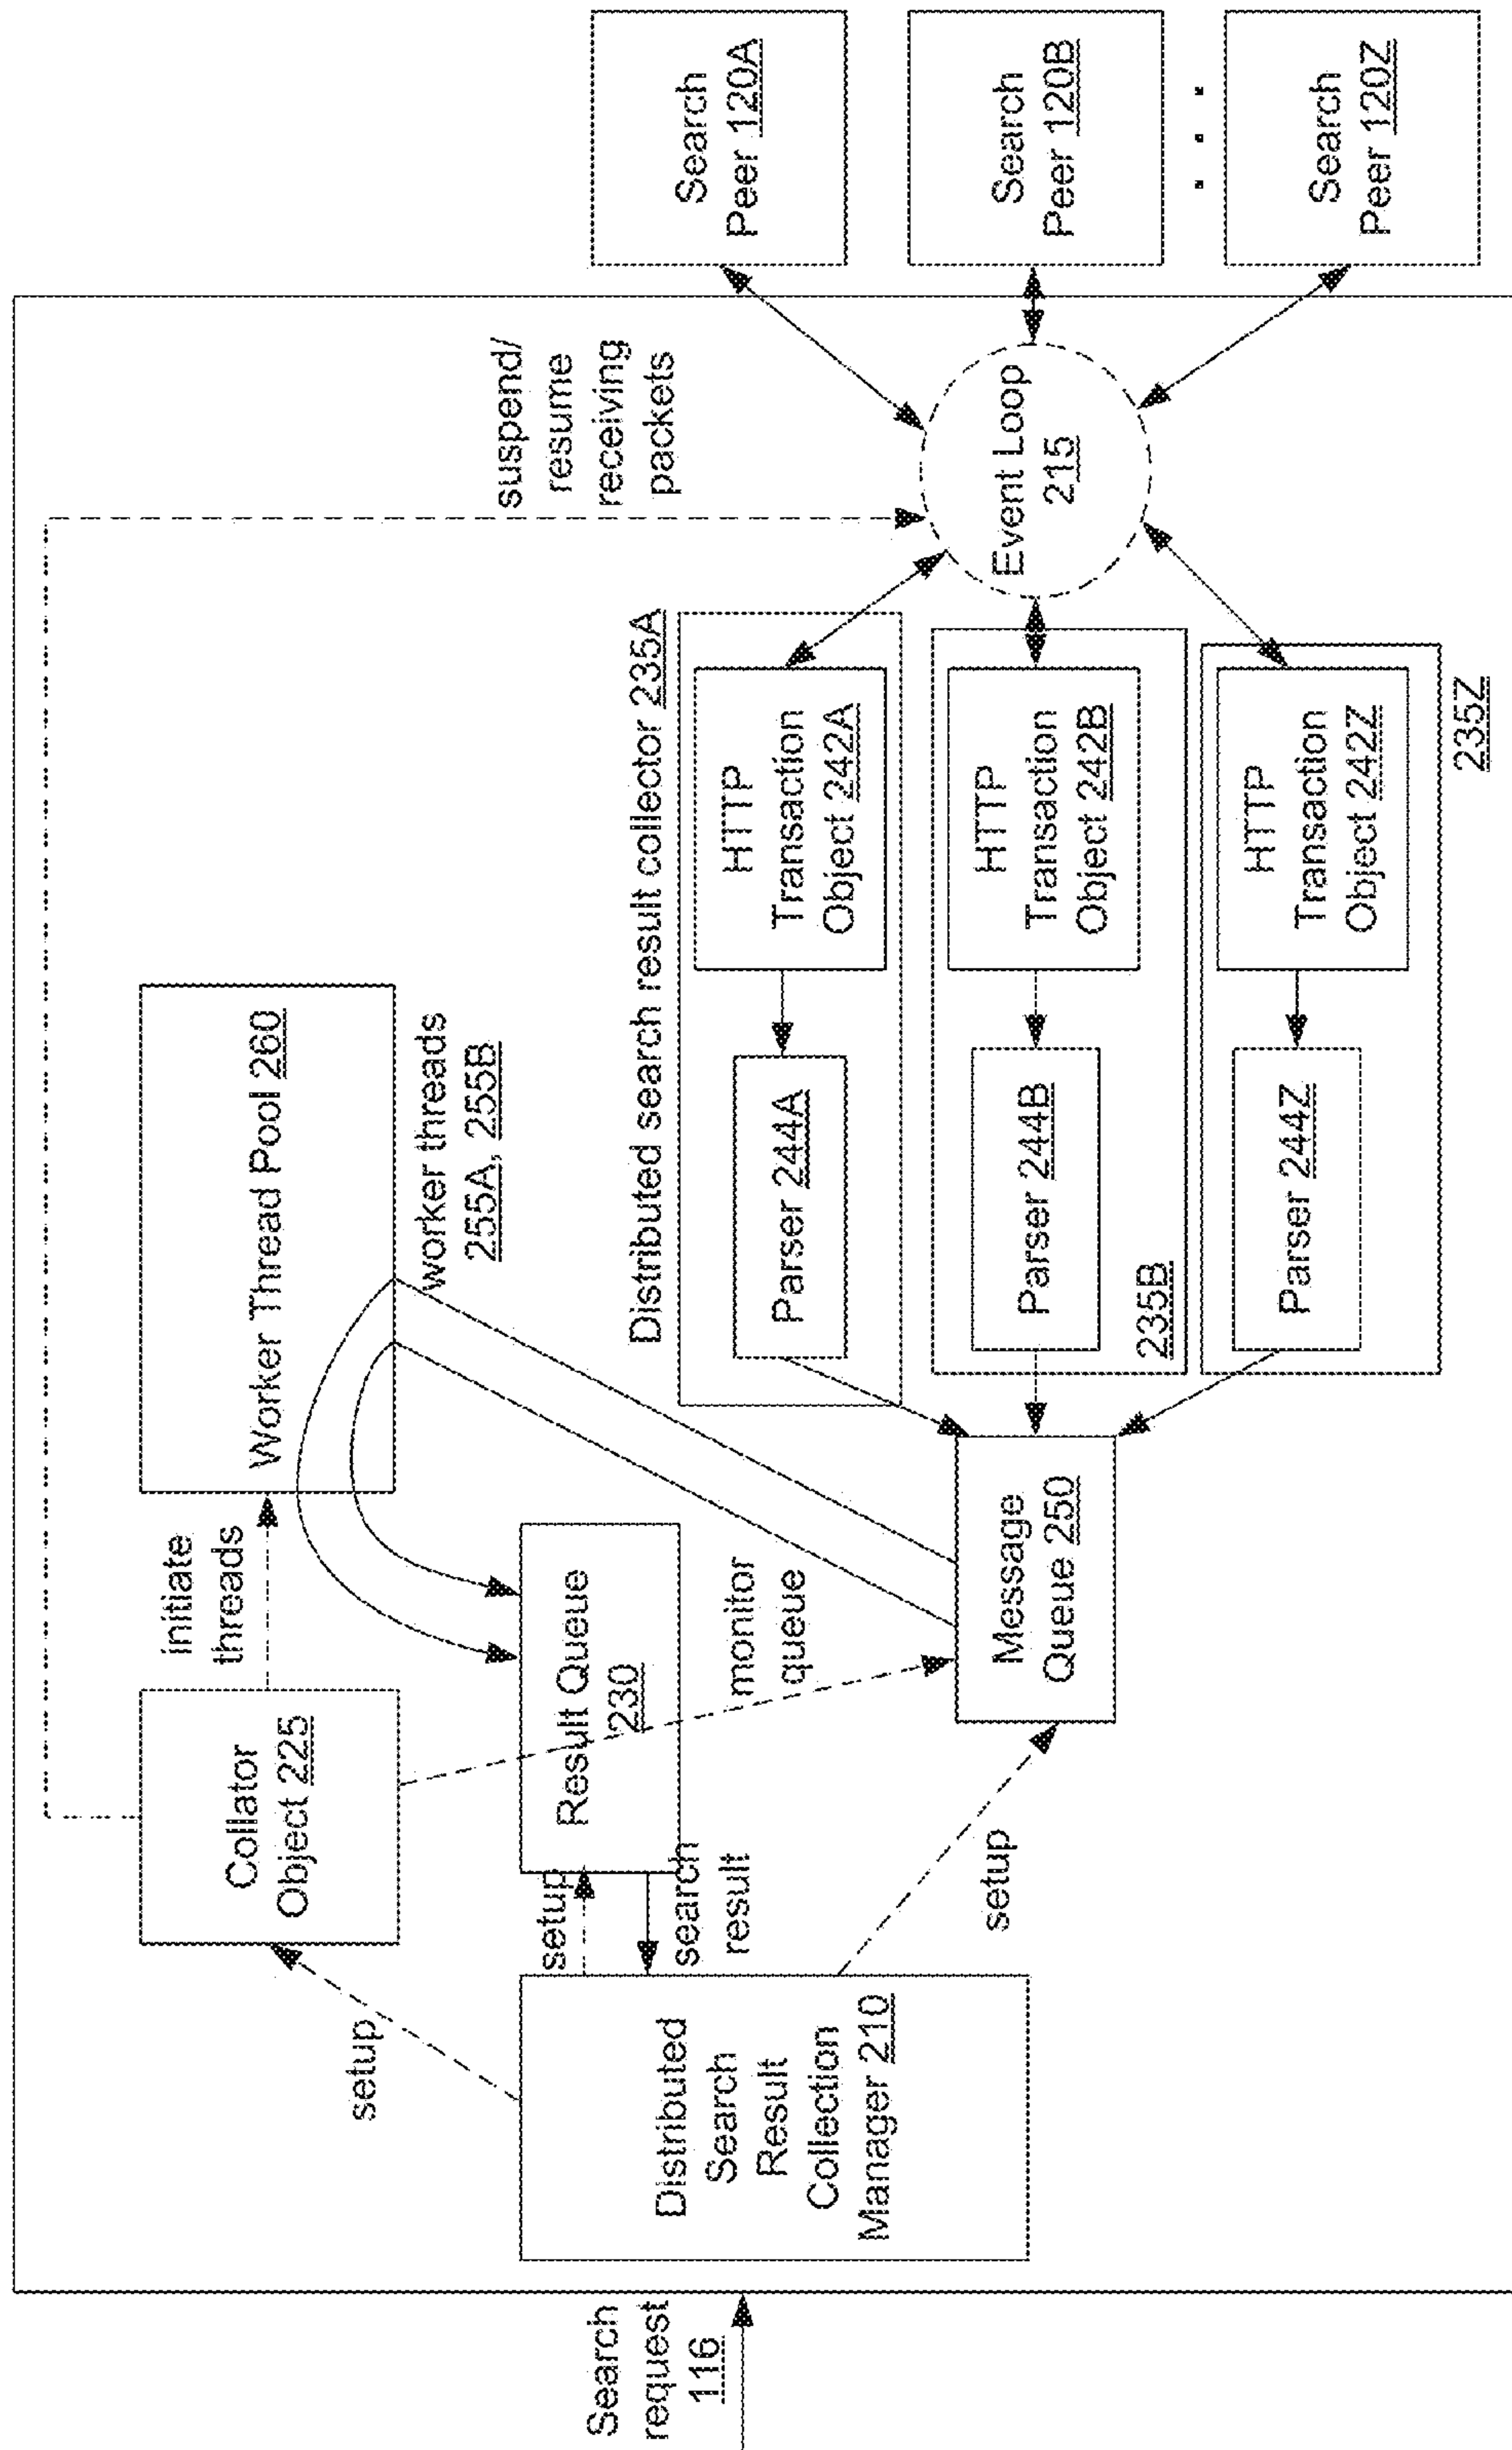 Search
request
116
Distributed
Search
Result
Collection
Manager 210
setup
setup
search
result
setup
Collator
Object 225
initiate
threads
Result Queue
230
monitor
queue
Message
Queue 250
Worker Thread Pool 260
worker threads
255A, 255B
suspend/
resume
receiving
packets
Distributed search result collector 235A
Parser 244A
HTTP
Transaction
Object 242A
235B
Parser 244B
HTTP
Transaction
Object 242B
Parser 244Z
HTTP
Transaction
Object 242Z
235Z
Event Loop
215
Search
Peer 120A
Search
Peer 120B
Search
Peer 120Z